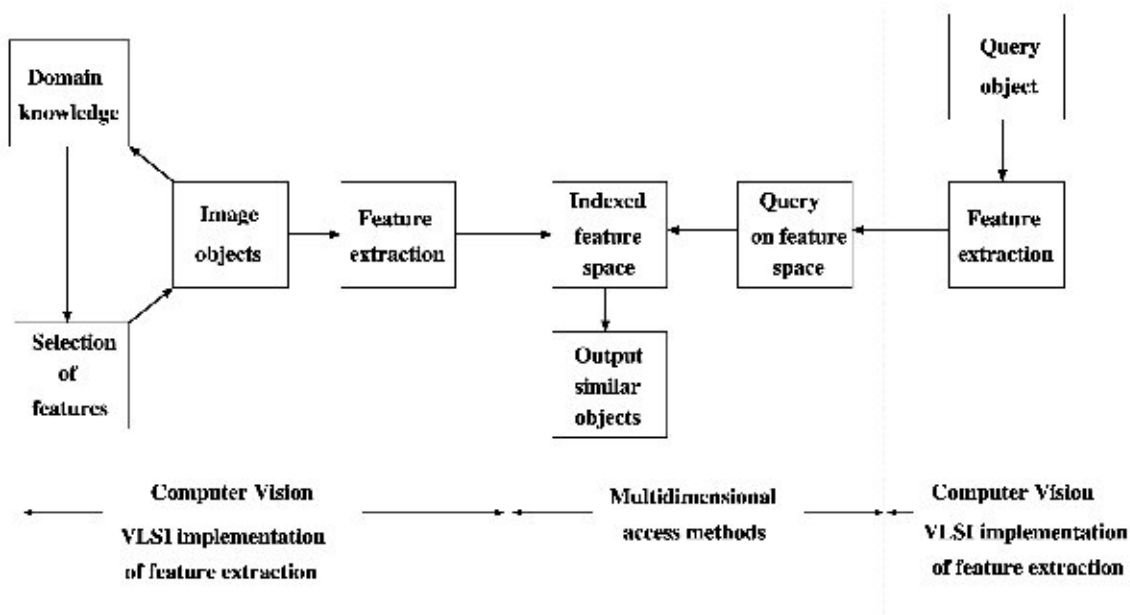 Domain
knowledge
Query
object
Image
objects
Feature
extraction
Indexed
feature
space
Query
on feature
space
Feature
extraction
Selection
of
features
Output
similar
objects
Computer Vision
VLSI implementation
of feature extraction
Multidimensional
access methods
Computer Vision
VLSI implementation
of feature extraction